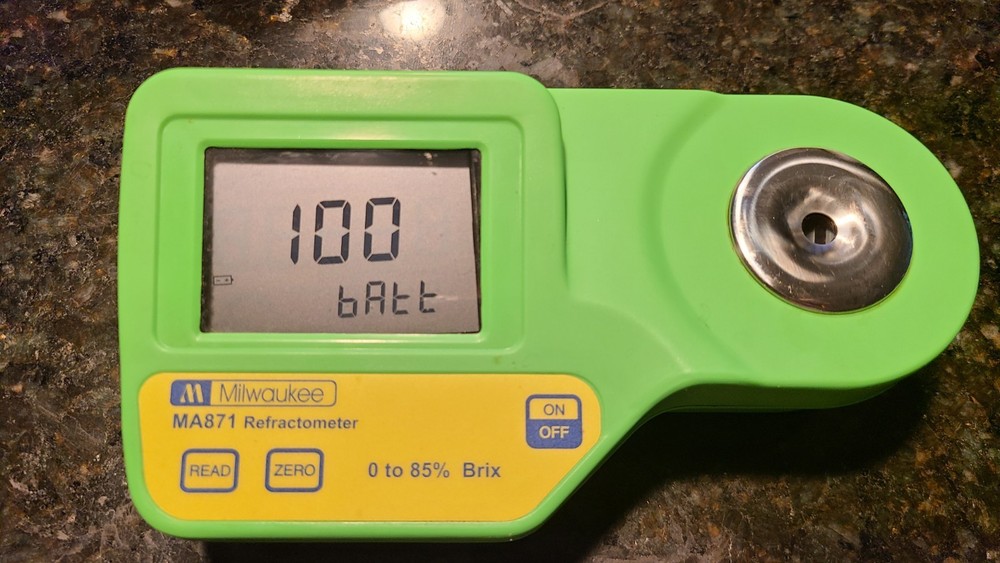 100
bAtt
M Milwaukee
MA871 Refractometer
ON
OFF
READ
ZERO
0 to 85% Brix